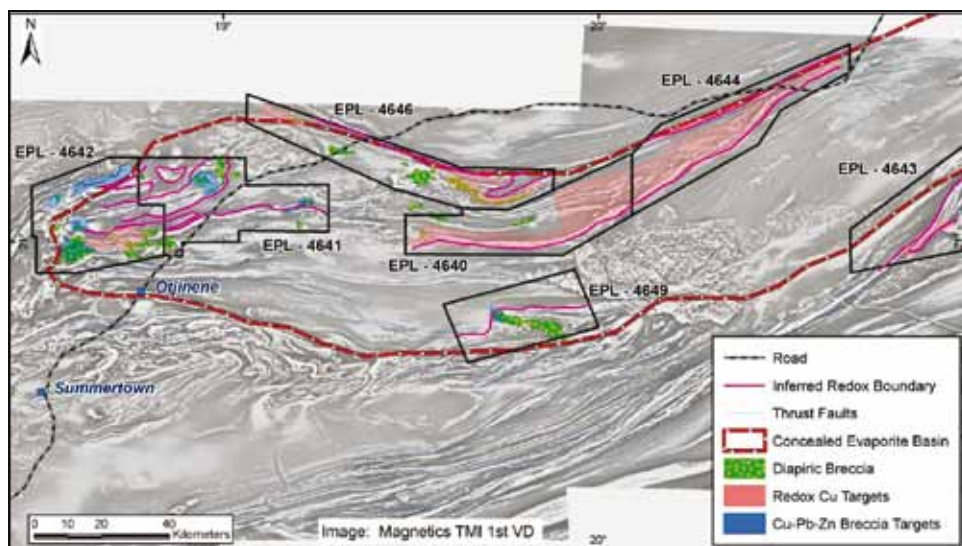 N
19°
20°
EPL - 4644
EPL - 4646
EPL - 4642
EPL - 4643
EPL - 4641
EPL - 4640
EPL - 4649
Otjinene
Summertown
Road
Inferred Redox Boundary
Thrust Faults
Concealed Evaporite Basin
Diapiric Breccia
Redox Cu Targets
Cu-Pb-Zn Breccia Targets
0 10 20 40
Kilometers
Image: Magnetics TMI 1st VD
20°